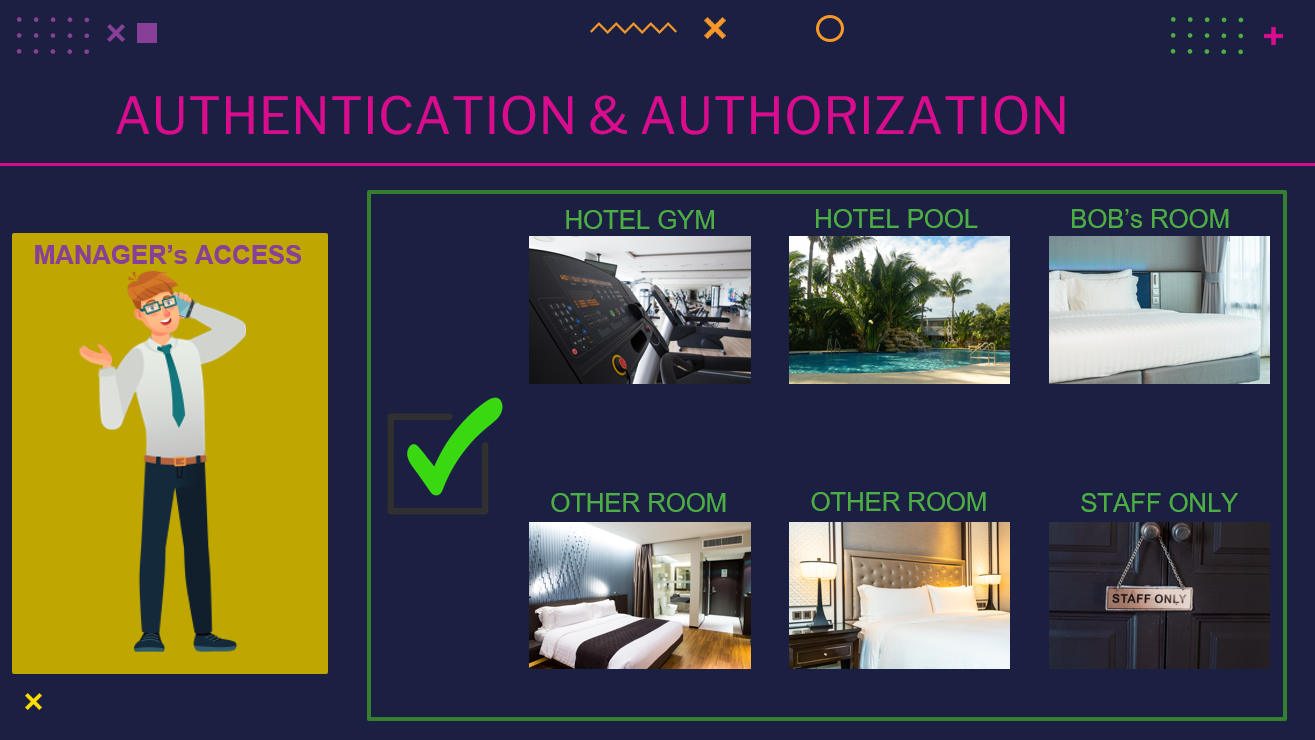 AUTHENTICATION & AUTHORIZATION
MANAGER's ACCESS
HOTEL GYM
HOTEL POOL
BOB's ROOM
OTHER ROOM
OTHER ROOM
STAFF ONLY
STAFF ONLY